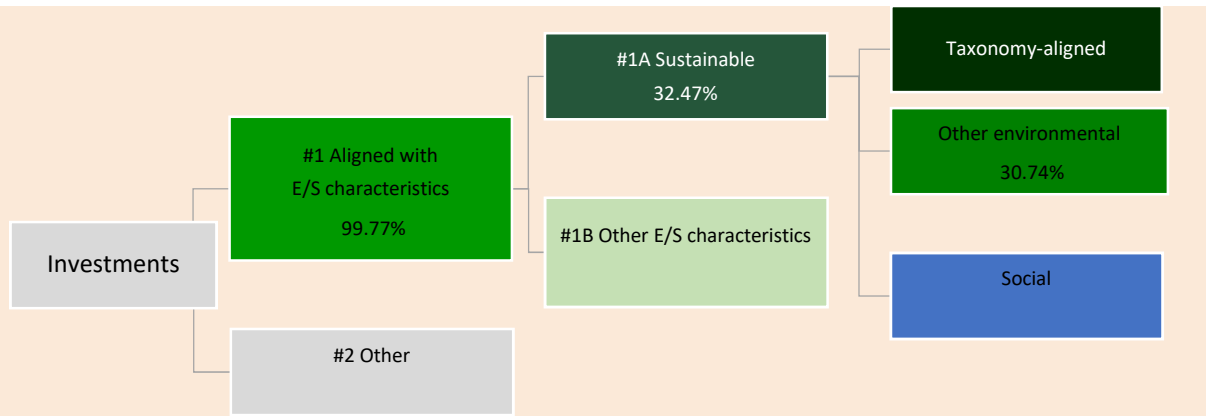 Investments
#1 Aligned with
E/S characteristics
99.77%
#2 Other
#1A Sustainable
32.47%
#1B Other E/S characteristics
Taxonomy-aligned
Other environmental
30.74%
Social